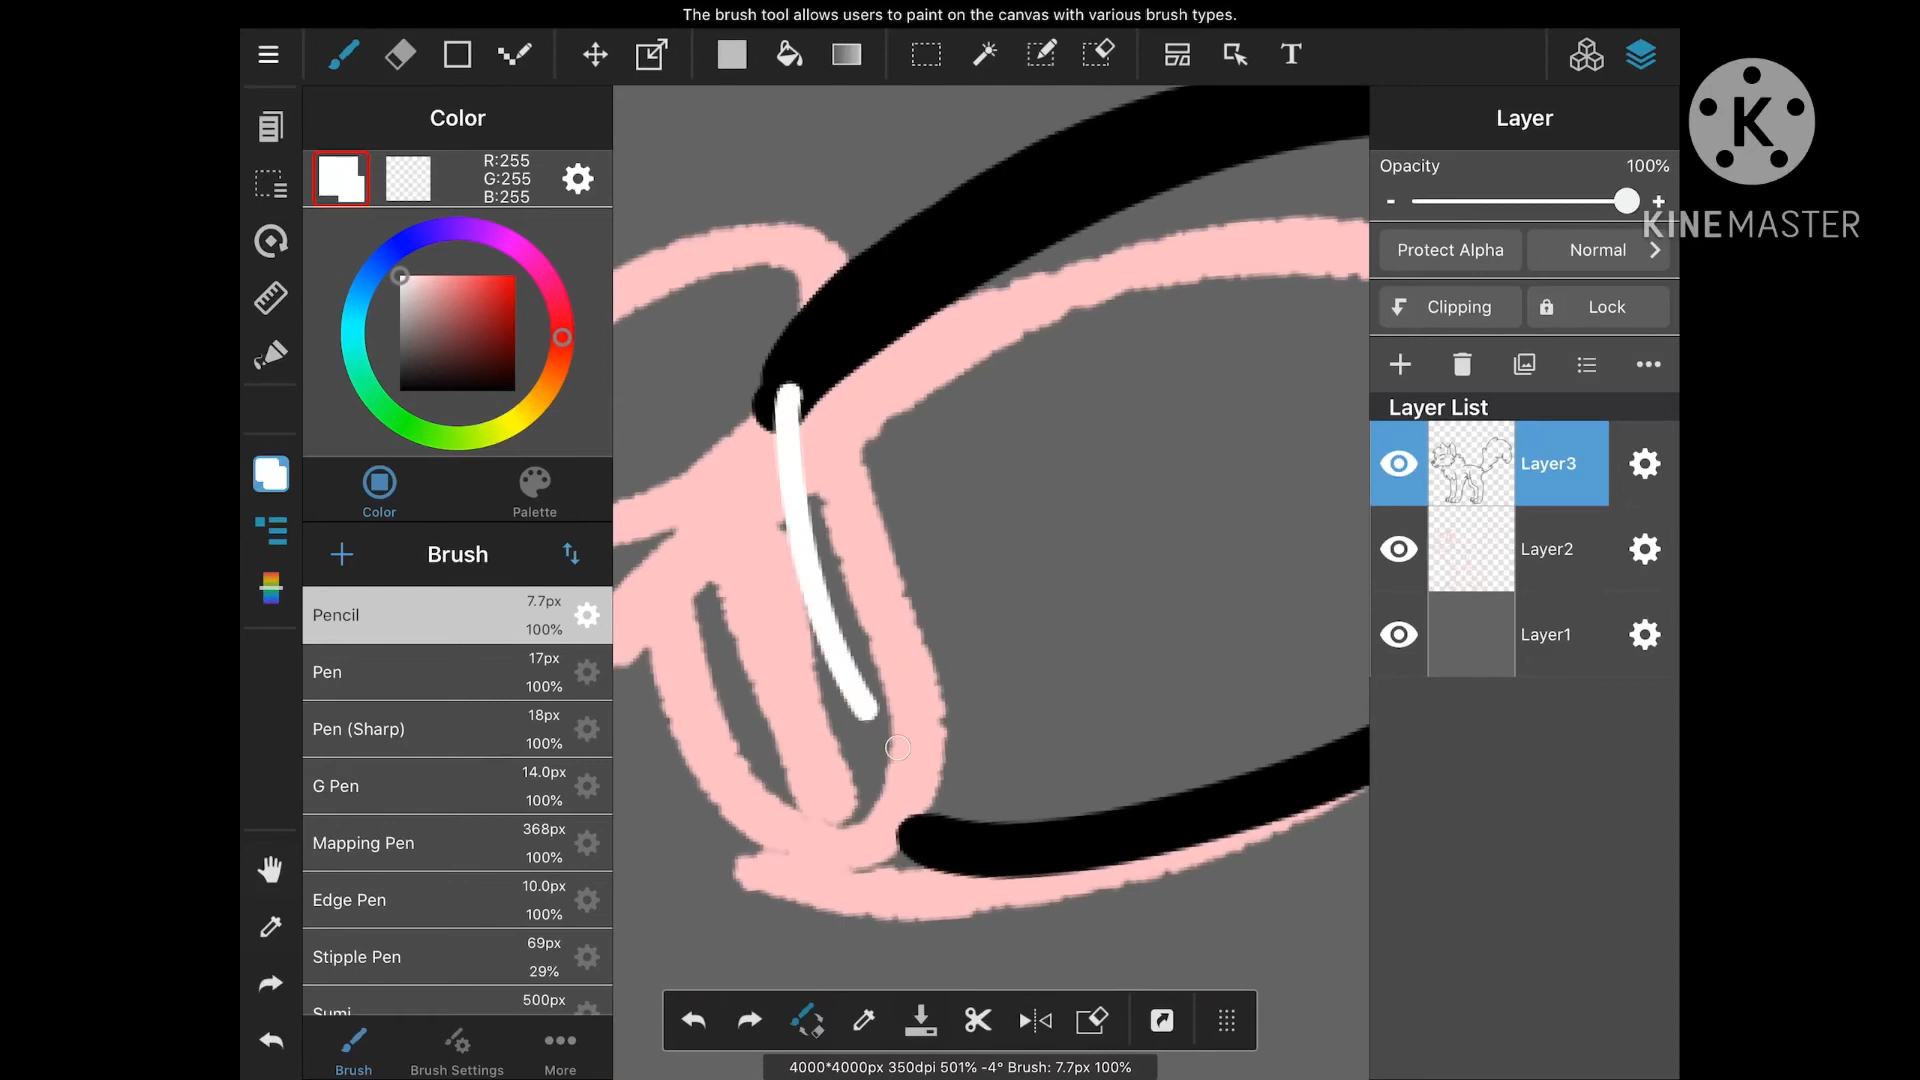 The brush tool allows users to paint on the canvas with various brush types.
Color
R:255
G:255
B:255
Color
Palette
Brush
Pencil
7.7px
100%
Pen
17px
100%
Pen (Sharp)
18px
100%
G Pen
14.0px
100%
Mapping Pen
368px
100%
Edge Pen
10.0px
100%
Stipple Pen
69px
29%
Sumi
500px
Brush
Brush Settings
More
T
4000*4000px 350dpi 501% -4° Brush: 7.7px 100%
Layer
Opacity
100%
- +
Protect Alpha
Normal
Clipping
Lock
Layer List
Layer3
Layer2
Layer1
K
KINEMASTER